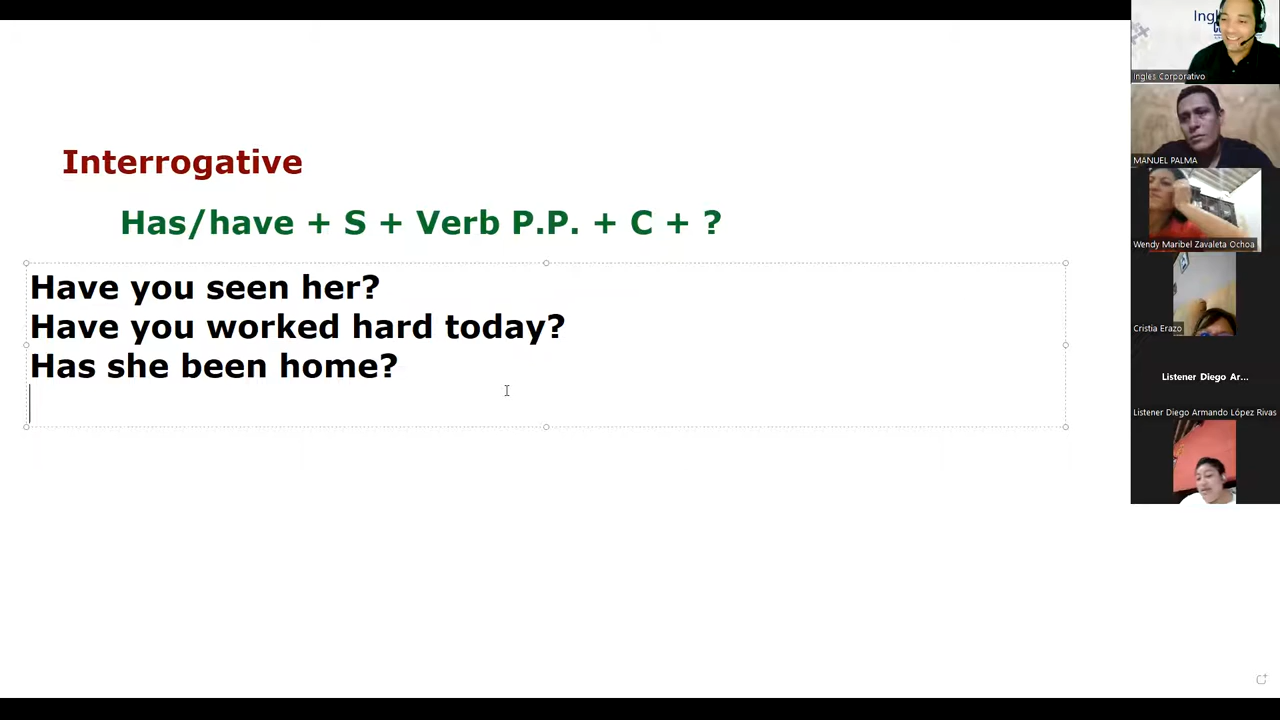 Interrogative
Has/have + S + Verb P.P. + C + ?
Have you seen her?
Have you worked hard today?
Has she been home?
Ingles Corporativo
MANUEL PALMA
Wendy Maribel Zavaleta Ochoa
Cristia Erazo
Listener Diego Ar...
Listener Diego Armando López Rivas